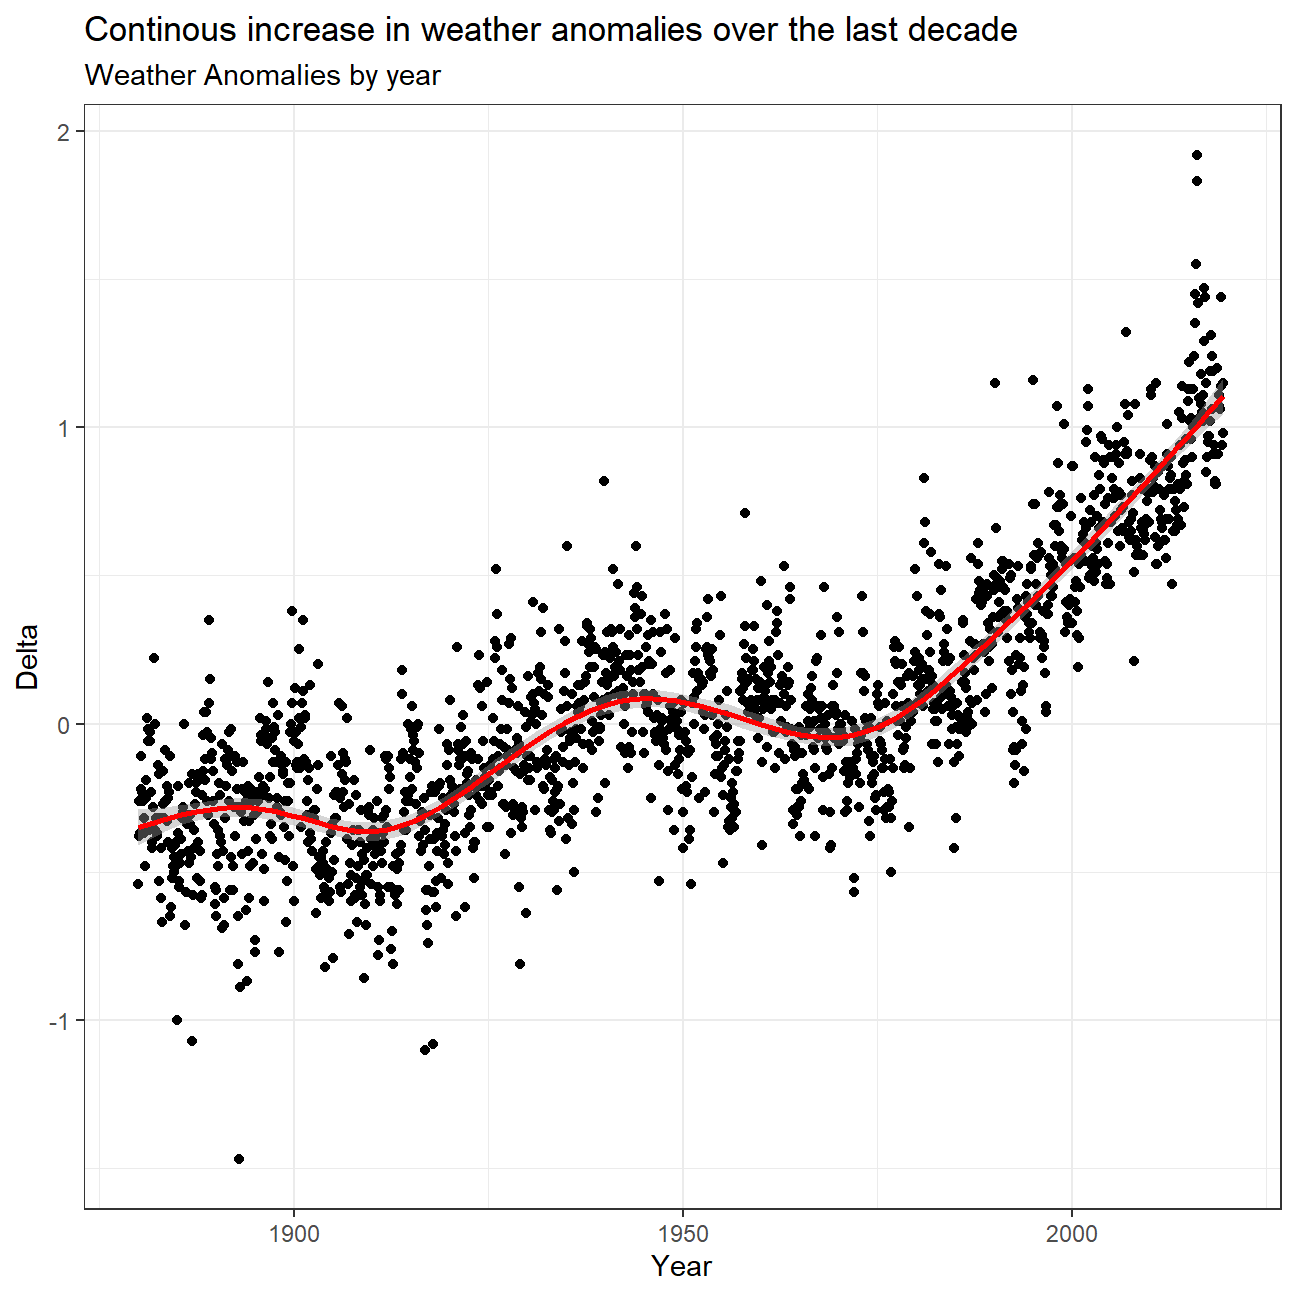 Continous increase in weather anomalies over the last decade
Weather Anomalies by year
2
1
0
-1
Delta
1900
1950
2000
Year